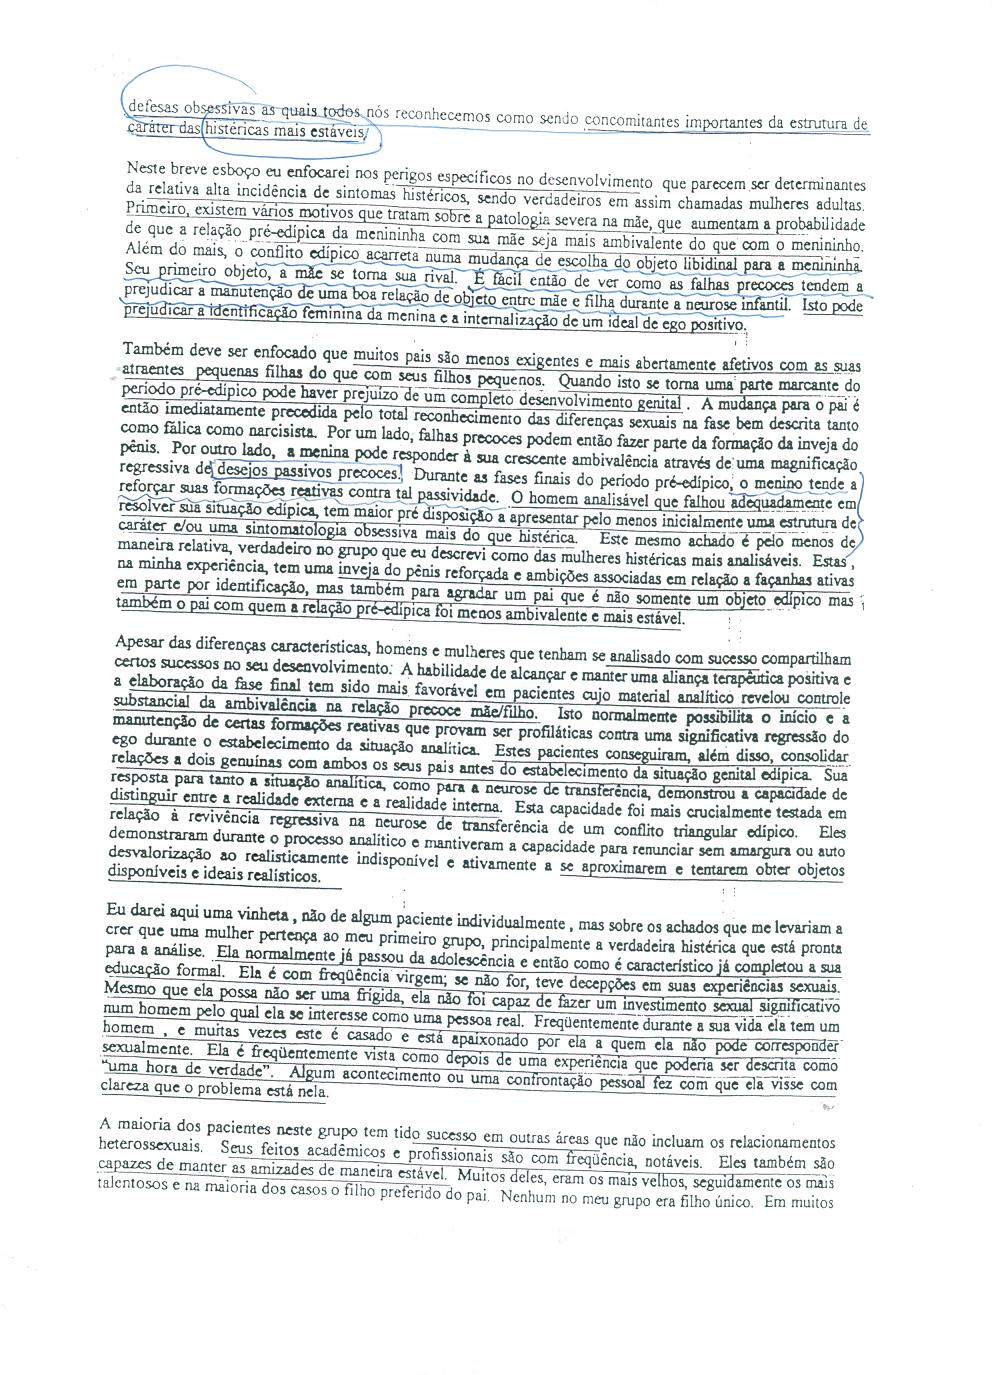 defesas obsessivas as quais todos nós reconhecemos como sendo concomitantes importantes da estrutura de
caráter das histéricas mais estáveis/
Neste breve esboço eu enfocarei nos perigos específicos no desenvolvimento que parecem ser determinantes
da relativa alta incidência de sintomas histéricos, sendo verdadeiros em assim chamadas mulheres adultas.
Primeiro, existem vários motivos que tratam sobre a patologia severa na mãe, que aumentam a probabilidade
de que a relação pré-edípica da menininha com sua mãe seja mais ambivalente do que com o menininho.
Além do mais, o conflito edípico acarreta numa mudança de escolha do objeto libidinal para a menininha.
Seu primeiro objeto, a mãe se torna sua rival. É fácil então de ver como as falhas precoces tendem a
prejudicar a manutenção de uma boa relação de objeto entre mãe e filha durante a neurose infantil. Isto pode
prejudicar a identificação feminina da menina e a internalização de um ideal de ego positivo.
Também deve ser enfocado que muitos pais são menos exigentes e mais abertamente afetivos com as suas
atraentes pequenas filhas do que com seus filhos pequenos. Quando isto se torna uma parte marcante do
período pré-edípico pode haver prejuízo de um completo desenvolvimento genital . A mudança para o pai é
então imediatamente precedida pelo total reconhecimento das diferenças sexuais na fase bem descrita tanto
como fálica como narcisista. Por um lado, falhas precoces podem então fazer parte da formação da inveja do
pênis. Por outro lado, a menina pode responder à sua crescente ambivalência através de uma magnificação
regressiva de desejos passivos precoces. Durante as fases finais do período pré-edípico, o menino tende a
reforçar suas formações reativas contra tal passividade. O homem analisável que falhou adequadamente em
resolver sua situação edípica, tem maior pré disposição a apresentar pelo menos inicialmente uma estrutura de
caráter e/ou uma sintomatologia obsessiva mais do que histérica. Este mesmo achado é pelo menos de
maneira relativa, verdadeiro no grupo que eu descrevi como das mulheres histéricas mais analisáveis. Estas ,
na minha experiência, tem uma inveja do pênis reforçada e ambições associadas em relação a façanhas ativas
em parte por identificação, mas também para agradar um pai que é não somente um objeto edípico mas
também o pai com quem a relação pré-edípica foi menos ambivalente e mais estável.
Apesar das diferenças características, homens e mulheres que tenham se analisado com sucesso compartilham
certos sucessos no seu desenvolvimento. A habilidade de alcançar e manter uma aliança terapêutica positiva e
a elaboração da fase final tem sido mais favorável em pacientes cujo material analítico revelou controle
substancial da ambivalência na relação precoce mãe/filho. Isto normalmente possibilita o início e a
manutenção de certas formações reativas que provam ser profiláticas contra uma significativa regressão do
ego durante o estabelecimento da situação analítica. Estes pacientes conseguiram, além disso, consolidar
relações a dois genuínas com ambos os seus pais antes do estabelecimento da situação genital edípica. Sua
resposta para tanto a situação analítica, como para a neurose de transferência, demonstrou a capacidade de
distinguir entre a realidade externa e a realidade interna. Esta capacidade foi mais crucialmente testada em
relação à revivência regressiva na neurose de transferência de um conflito triangular edípico. Eles
demonstraram durante o processo analítico e mantiveram a capacidade para renunciar sem amargura ou auto
desvalorização ao realisticamente indisponível e ativamente a se aproximarem e tentarem obter objetos
disponíveis e ideais realísticos.
Eu darei aqui uma vinheta , não de algum paciente individualmente , mas sobre os achados que me levariam a
crer que uma mulher pertença ao meu primeiro grupo, principalmente a verdadeira histérica que está pronta
para a análise. Ela normalmente já passou da adolescência e então como é característico já completou a sua
educação formal. Ela é com freqüência virgem; se não for, teve decepções em suas experiências sexuais.
Mesmo que ela possa não ser uma frígida, ela não foi capaz de fazer um investimento sexual significativo
num homem pelo qual ela se interesse como uma pessoa real. Freqüentemente durante a sua vida ela tem um
homem , e muitas vezes este é casado e está apaixonado por ela a quem ela não pode corresponder
sexualmente. Ela é freqüentemente vista como depois de uma experiência que poderia ser descrita como
"uma hora de verdade". Algum acontecimento ou uma confrontação pessoal fez com que ela visse com
clareza que o problema está nela.
A maioria dos pacientes neste grupo tem tido sucesso em outras áreas que não incluam os relacionamentos
heterossexuais. Seus feitos acadêmicos e profissionais são com freqüência, notáveis. Eles também são
capazes de manter as amizades de maneira estável. Muitos deles, eram os mais velhos, seguidamente os mais
talentosos e na maioria dos casos o filho preferido do pai. Nenhum no meu grupo era filho único. Em muitos